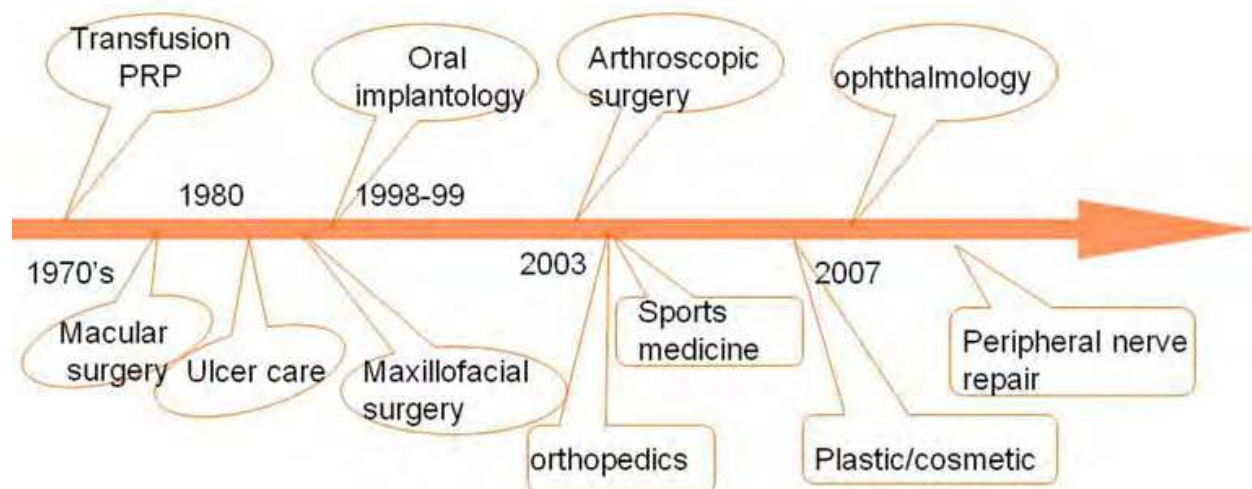 Transfusion
PRP
Oral
implantology
Arthroscopic
surgery
ophthalmology
1980
1998-99
1970's
2003
2007
Macular
surgery
Ulcer care
Maxillofacial
surgery
Sports
medicine
Peripheral nerve
repair
orthopedics
Plastic/cosmetic